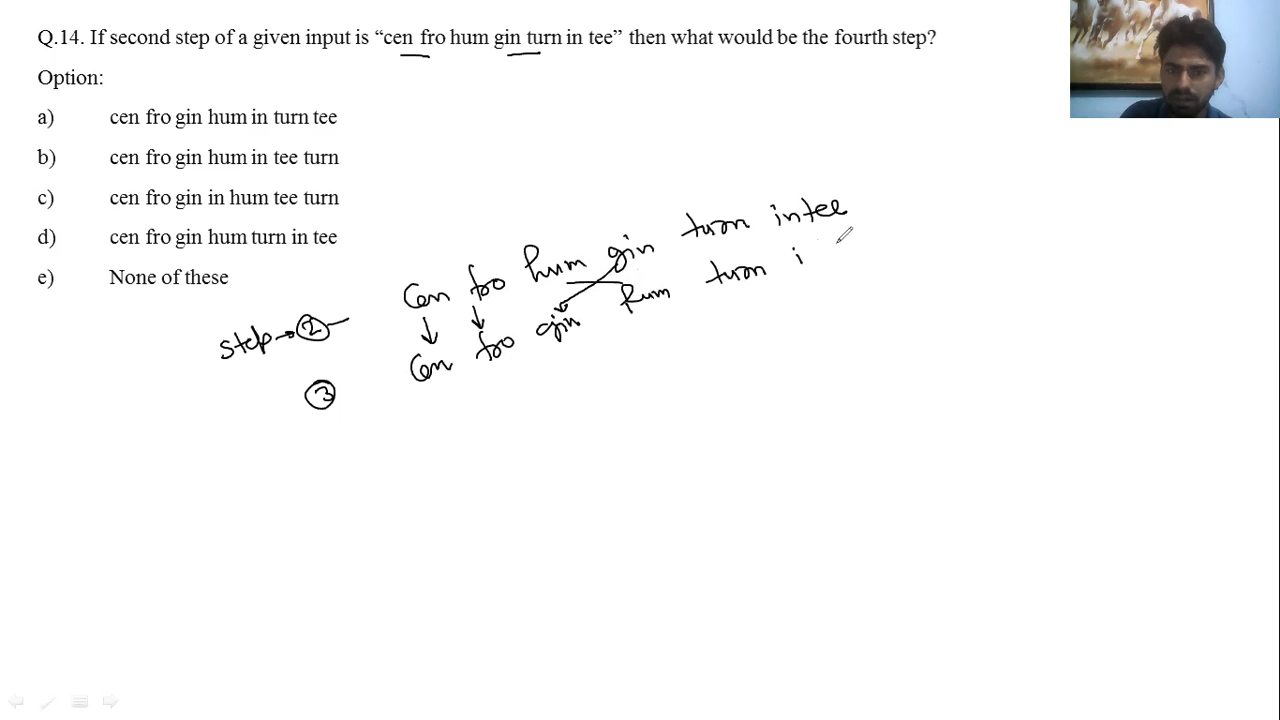 Q.14. If second step of a given input is “cen fro hum gin turn in tee” then what would be the fourth step?
Option:
a) cen fro gin hum in turn tee
b) cen fro gin hum in tee turn
c) cen fro gin in hum tee turn
d) cen fro gin hum turn in tee
e) None of these
step→ 2 Cen fro hum gin turn in tee
3 Cen fro gin hum turn i